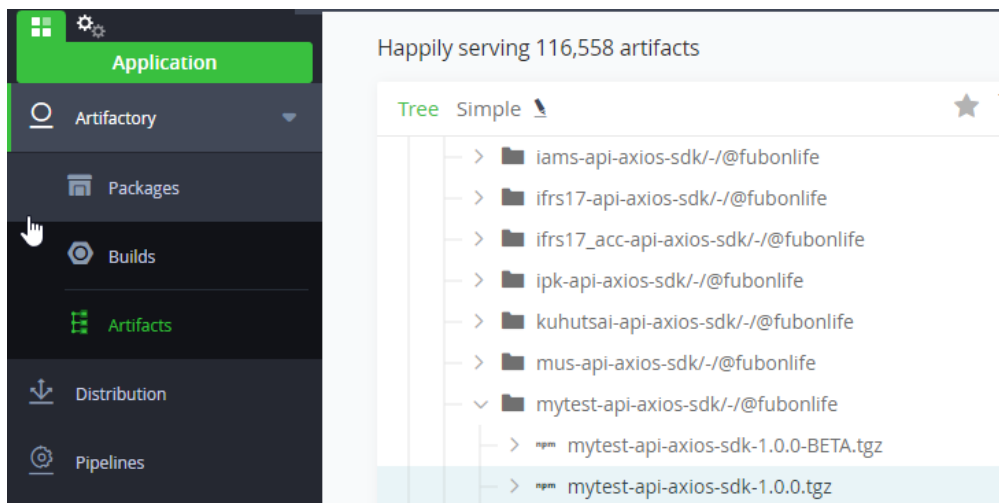 Application
Artifactory
Packages
Builds
Artifacts
Distribution
Pipelines
Happily serving 116,558 artifacts
Tree Simple
iams-api-axios-sdk/-/@fubonlife
ifrs17-api-axios-sdk/-/@fubonlife
ifrs17_acc-api-axios-sdk/-/@fubonlife
ipk-api-axios-sdk/-/@fubonlife
kuhutsai-api-axios-sdk/-/@fubonlife
mus-api-axios-sdk/-/@fubonlife
mytest-api-axios-sdk/-/@fubonlife
npm mytest-api-axios-sdk-1.0.0-BETA.tgz
npm mytest-api-axios-sdk-1.0.0.tgz